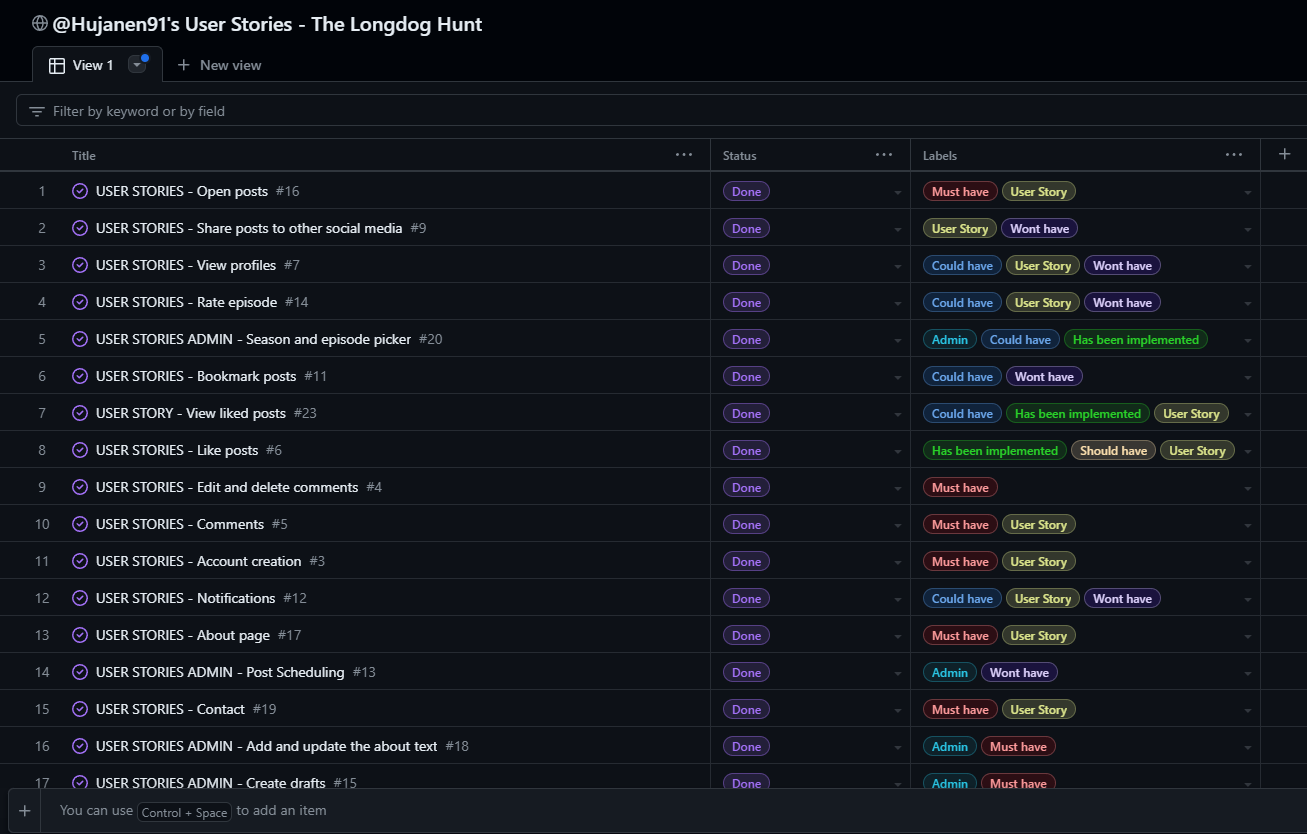 @Hujanen91's User Stories - The Longdog Hunt
View 1 New view
Filter by keyword or by field
Title Status Labels
1 USER STORIES - Open posts #16 Done Must have User Story
2 USER STORIES - Share posts to other social media #9 Done User Story Wont have
3 USER STORIES - View profiles #7 Done Could have User Story Wont have
4 USER STORIES - Rate episode #14 Done Could have User Story Wont have
5 USER STORIES ADMIN - Season and episode picker #20 Done Admin Could have Has been implemented
6 USER STORIES - Bookmark posts #11 Done Could have Wont have
7 USER STORY - View liked posts #23 Done Could have Has been implemented User Story
8 USER STORIES - Like posts #6 Done Has been implemented Should have User Story
9 USER STORIES - Edit and delete comments #4 Done Must have
10 USER STORIES - Comments #5 Done Must have User Story
11 USER STORIES - Account creation #3 Done Must have User Story
12 USER STORIES - Notifications #12 Done Could have User Story Wont have
13 USER STORIES - About page #17 Done Must have User Story
14 USER STORIES ADMIN - Post Scheduling #13 Done Admin Wont have
15 USER STORIES - Contact #19 Done Must have User Story
16 USER STORIES ADMIN - Add and update the about text #18 Done Admin Must have
17 USER STORIES ADMIN - Create drafts #15 Done Admin Must have
You can use Control + Space to add an item